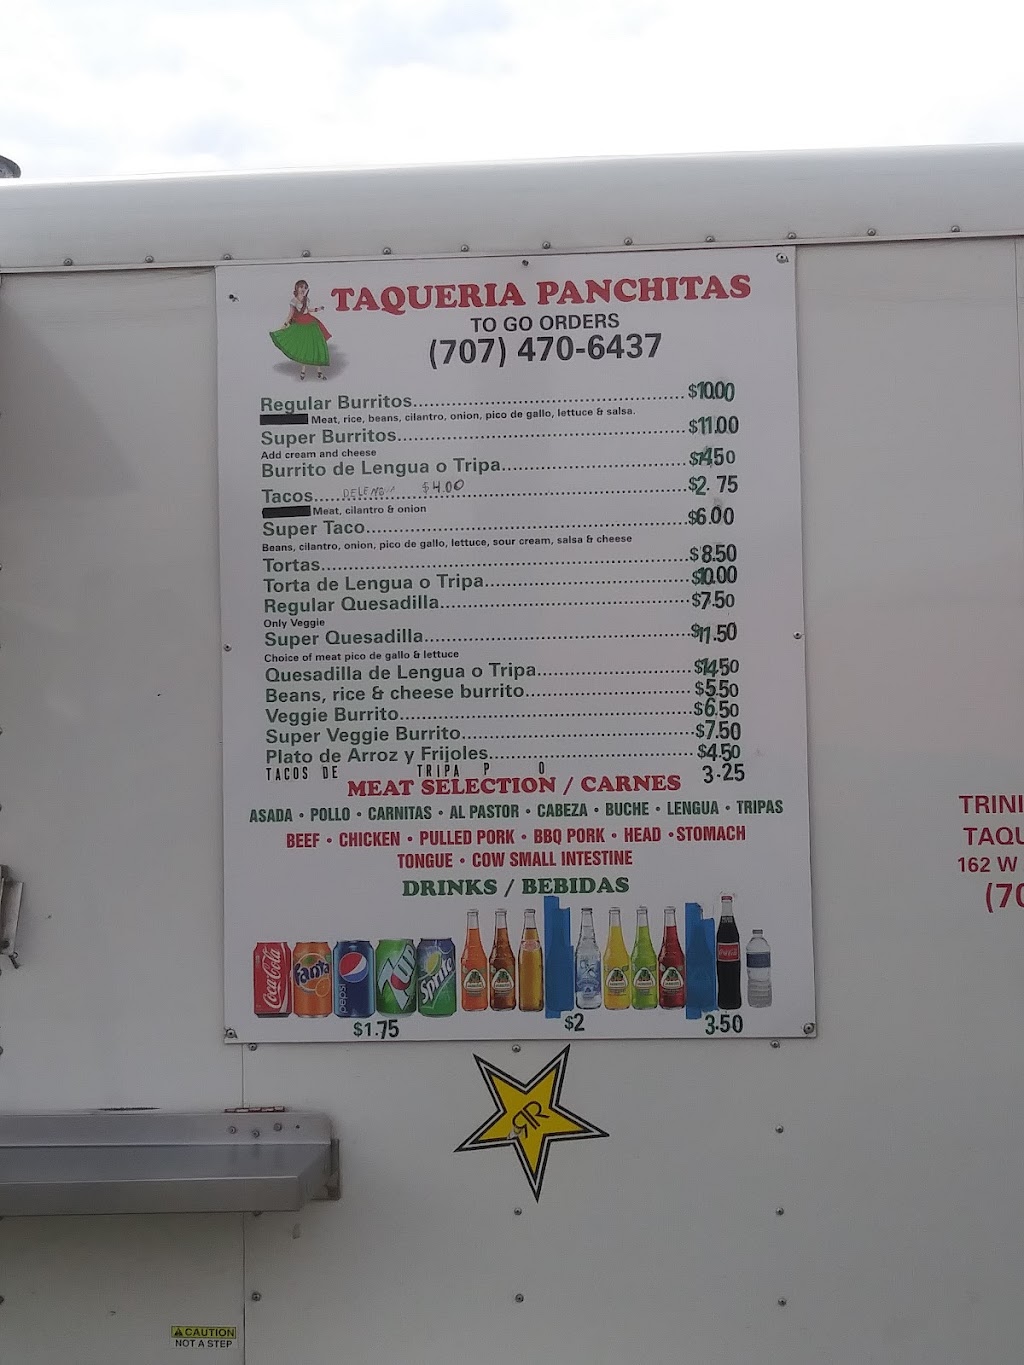 TAQUERIA PANCHITAS
TO GO ORDERS
(707) 470-6437
Regular Burritos $10.00
Meat, rice, beans, cilantro, onion, pico de gallo, lettuce & salsa.
Super Burritos $11.00
Add cream and cheese
Burrito de Lengua o Tripa $14.50
Tacos DE LENGUA $4.00 $2.75
Meat, cilantro & onion
Super Taco $6.00
Beans, cilantro, onion, pico de gallo, lettuce, sour cream, salsa & cheese
Tortas $8.50
Torta de Lengua o Tripa $10.00
Regular Quesadilla $7.50
Only Veggie
Super Quesadilla $11.50
Choice of meat pico de gallo & lettuce
Quesadilla de Lengua o Tripa $14.50
Beans, rice & cheese burrito $5.50
Veggie Burrito $6.50
Super Veggie Burrito $7.50
Plato de Arroz y Frijoles $4.50
TACOS DE TRIPA P O 3.25
MEAT SELECTION / CARNES
ASADA • POLLO • CARNITAS • AL PASTOR • CABEZA • BUCHE • LENGUA • TRIPAS
BEEF • CHICKEN • PULLED PORK • BBQ PORK • HEAD • STOMACH
TONGUE • COW SMALL INTESTINE
DRINKS / BEBIDAS
Coca-Cola Fanta pepsi 7UP Sprite
$1.75 $2 3.50
TRINI
TAQU
162 W
(70
RR
CAUTION
NOT A STEP